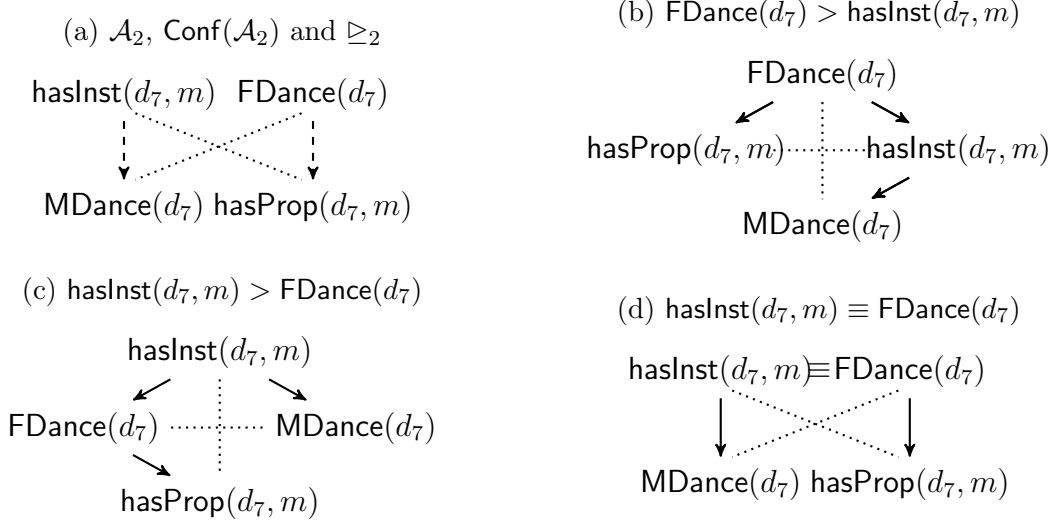 (a) 𝒜₂, Conf(𝒜₂) and ⊵₂
hasInst(d₇, m) FDance(d₇)
MDance(d₇) hasProp(d₇, m)
(b) FDance(d₇) > hasInst(d₇, m)
FDance(d₇)
hasProp(d₇, m) hasInst(d₇, m)
MDance(d₇)
(c) hasInst(d₇, m) > FDance(d₇)
hasInst(d₇, m)
FDance(d₇) MDance(d₇)
hasProp(d₇, m)
(d) hasInst(d₇, m) ≡ FDance(d₇)
hasInst(d₇, m)≡FDance(d₇)
MDance(d₇) hasProp(d₇, m)